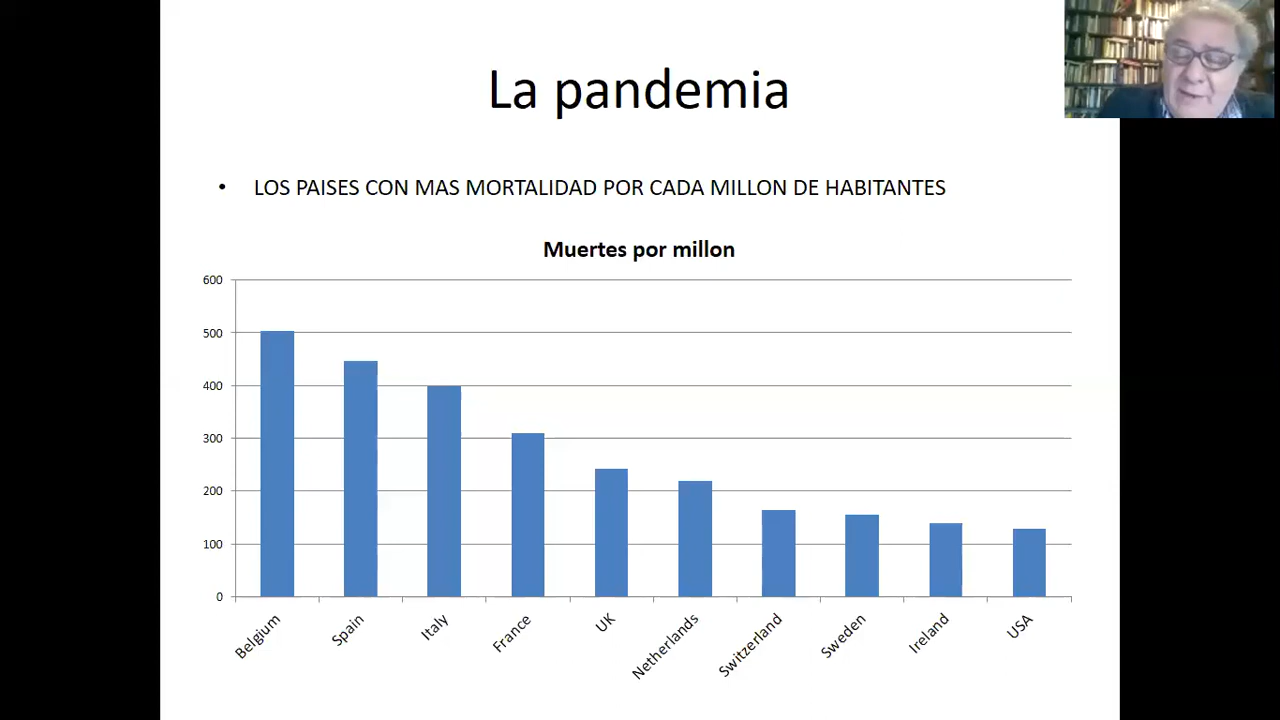 La pandemia
• LOS PAISES CON MAS MORTALIDAD POR CADA MILLON DE HABITANTES
Muertes por millon
600
500
400
300
200
100
0
Belgium
Spain
Italy
France
UK
Netherlands
Switzerland
Sweden
Ireland
USA